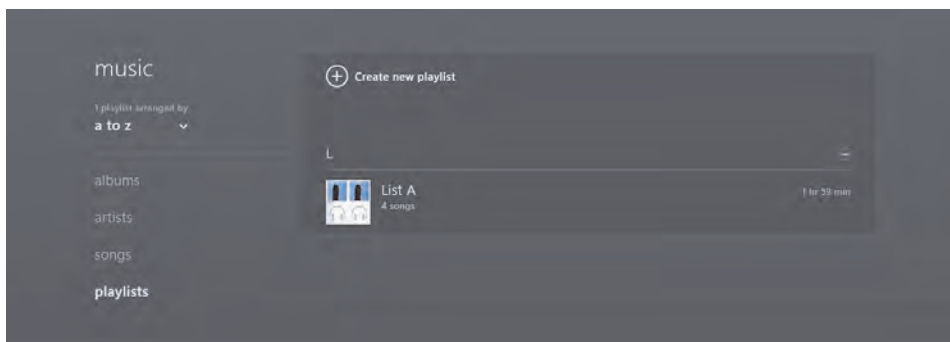 music
1 playlist arranged by
a to z
albums
artists
songs
playlists
Create new playlist
L
List A
4 songs
1 hr 53 min